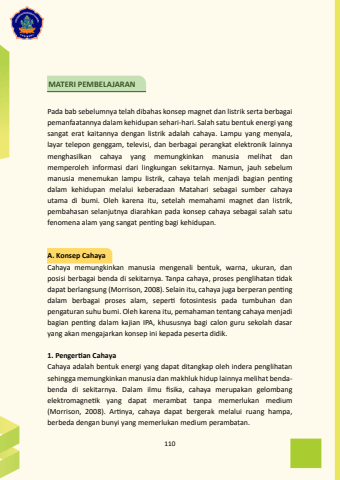 MATERI PEMBELAJARAN
Pada bab sebelumnya telah dibahas konsep magnet dan listrik serta berbagai
pemanfaatannya dalam kehidupan sehari-hari. Salah satu bentuk energi yang
sangat erat kaitannya dengan listrik adalah cahaya. Lampu yang menyala,
layar telepon genggam, televisi, dan berbagai perangkat elektronik lainnya
menghasilkan cahaya yang memungkinkan manusia melihat dan
memperoleh informasi dari lingkungan sekitarnya. Namun, jauh sebelum
manusia menemukan lampu listrik, cahaya telah menjadi bagian penting
dalam kehidupan melalui keberadaan Matahari sebagai sumber cahaya
utama di bumi. Oleh karena itu, setelah memahami magnet dan listrik,
pembahasan selanjutnya diarahkan pada konsep cahaya sebagai salah satu
fenomena alam yang sangat penting bagi kehidupan.
A. Konsep Cahaya
Cahaya memungkinkan manusia mengenali bentuk, warna, ukuran, dan
posisi berbagai benda di sekitarnya. Tanpa cahaya, proses penglihatan tidak
dapat berlangsung (Morrison, 2008). Selain itu, cahaya juga berperan penting
dalam berbagai proses alam, seperti fotosintesis pada tumbuhan dan
pengaturan suhu bumi. Oleh karena itu, pemahaman tentang cahaya menjadi
bagian penting dalam kajian IPA, khususnya bagi calon guru sekolah dasar
yang akan mengajarkan konsep ini kepada peserta didik.
1. Pengertian Cahaya
Cahaya adalah bentuk energi yang dapat ditangkap oleh indera penglihatan
sehingga memungkinkan manusia dan makhluk hidup lainnya melihat benda-
benda di sekitarnya. Dalam ilmu fisika, cahaya merupakan gelombang
elektromagnetik yang dapat merambat tanpa memerlukan medium
(Morrison, 2008). Artinya, cahaya dapat bergerak melalui ruang hampa,
berbeda dengan bunyi yang memerlukan medium perambatan.
110